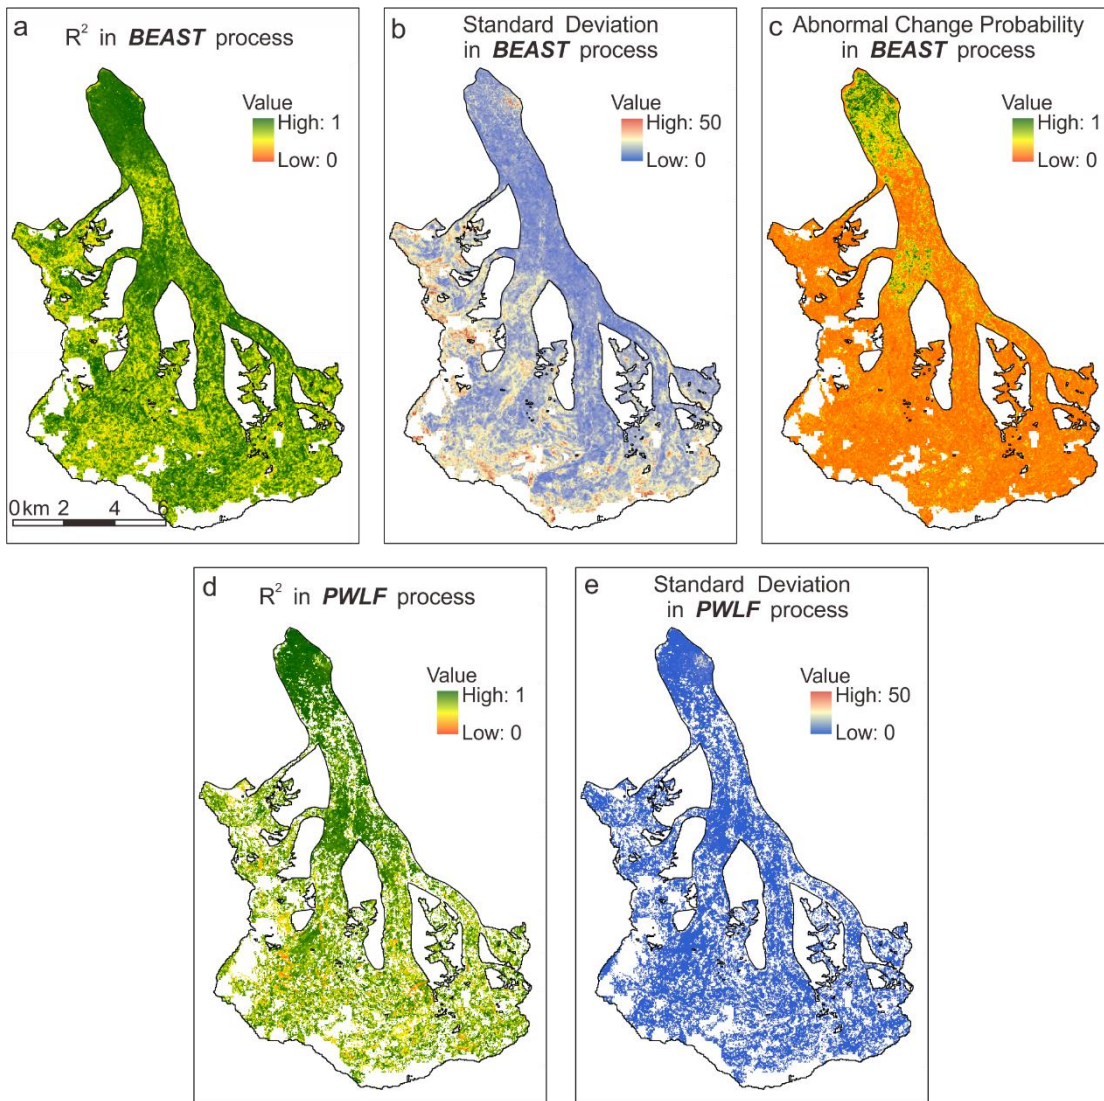 a
R² in BEAST process
Value
High: 1
Low: 0
0 km 2 4 6
b
Standard Deviation
in BEAST process
Value
High: 50
Low: 0
c
Abnormal Change Probability
in BEAST process
Value
High: 1
Low: 0
d
R² in PWLF process
Value
High: 1
Low: 0
e
Standard Deviation
in PWLF process
Value
High: 50
Low: 0